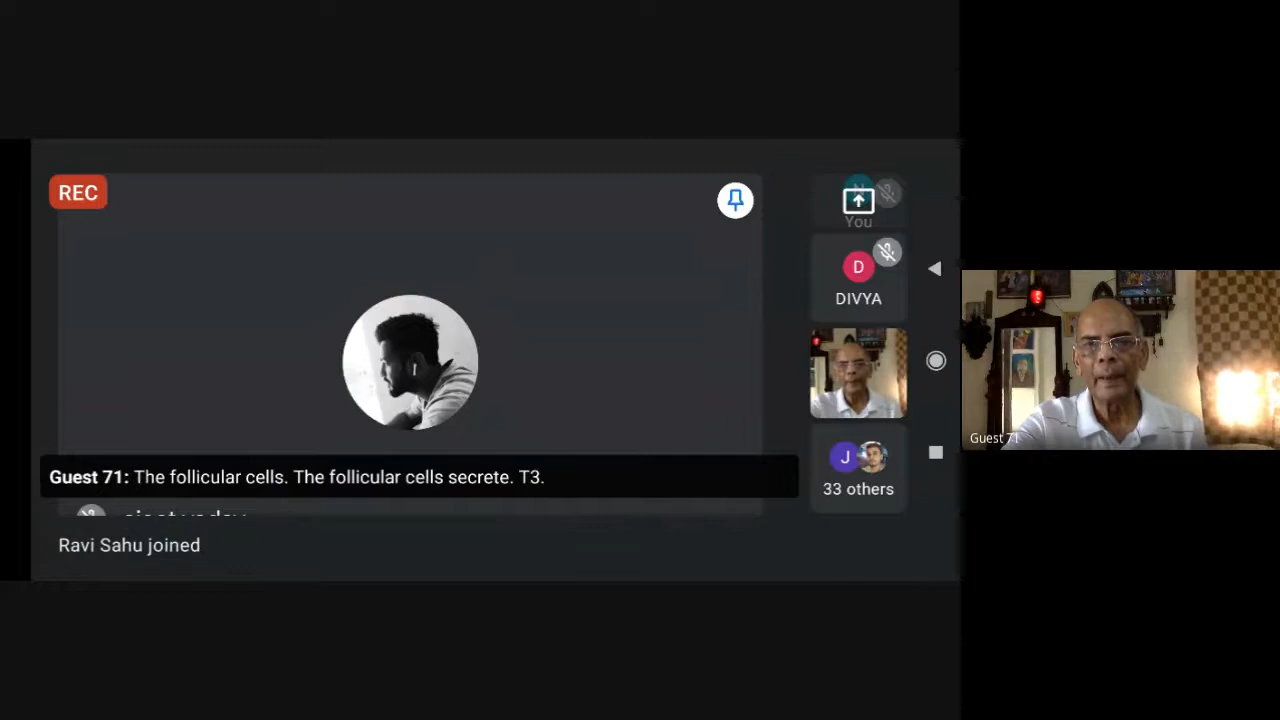 REC
You
D
DIVYA
Guest 71: The follicular cells. The follicular cells secrete. T3.
J
33 others
Ravi Sahu joined
Guest 71